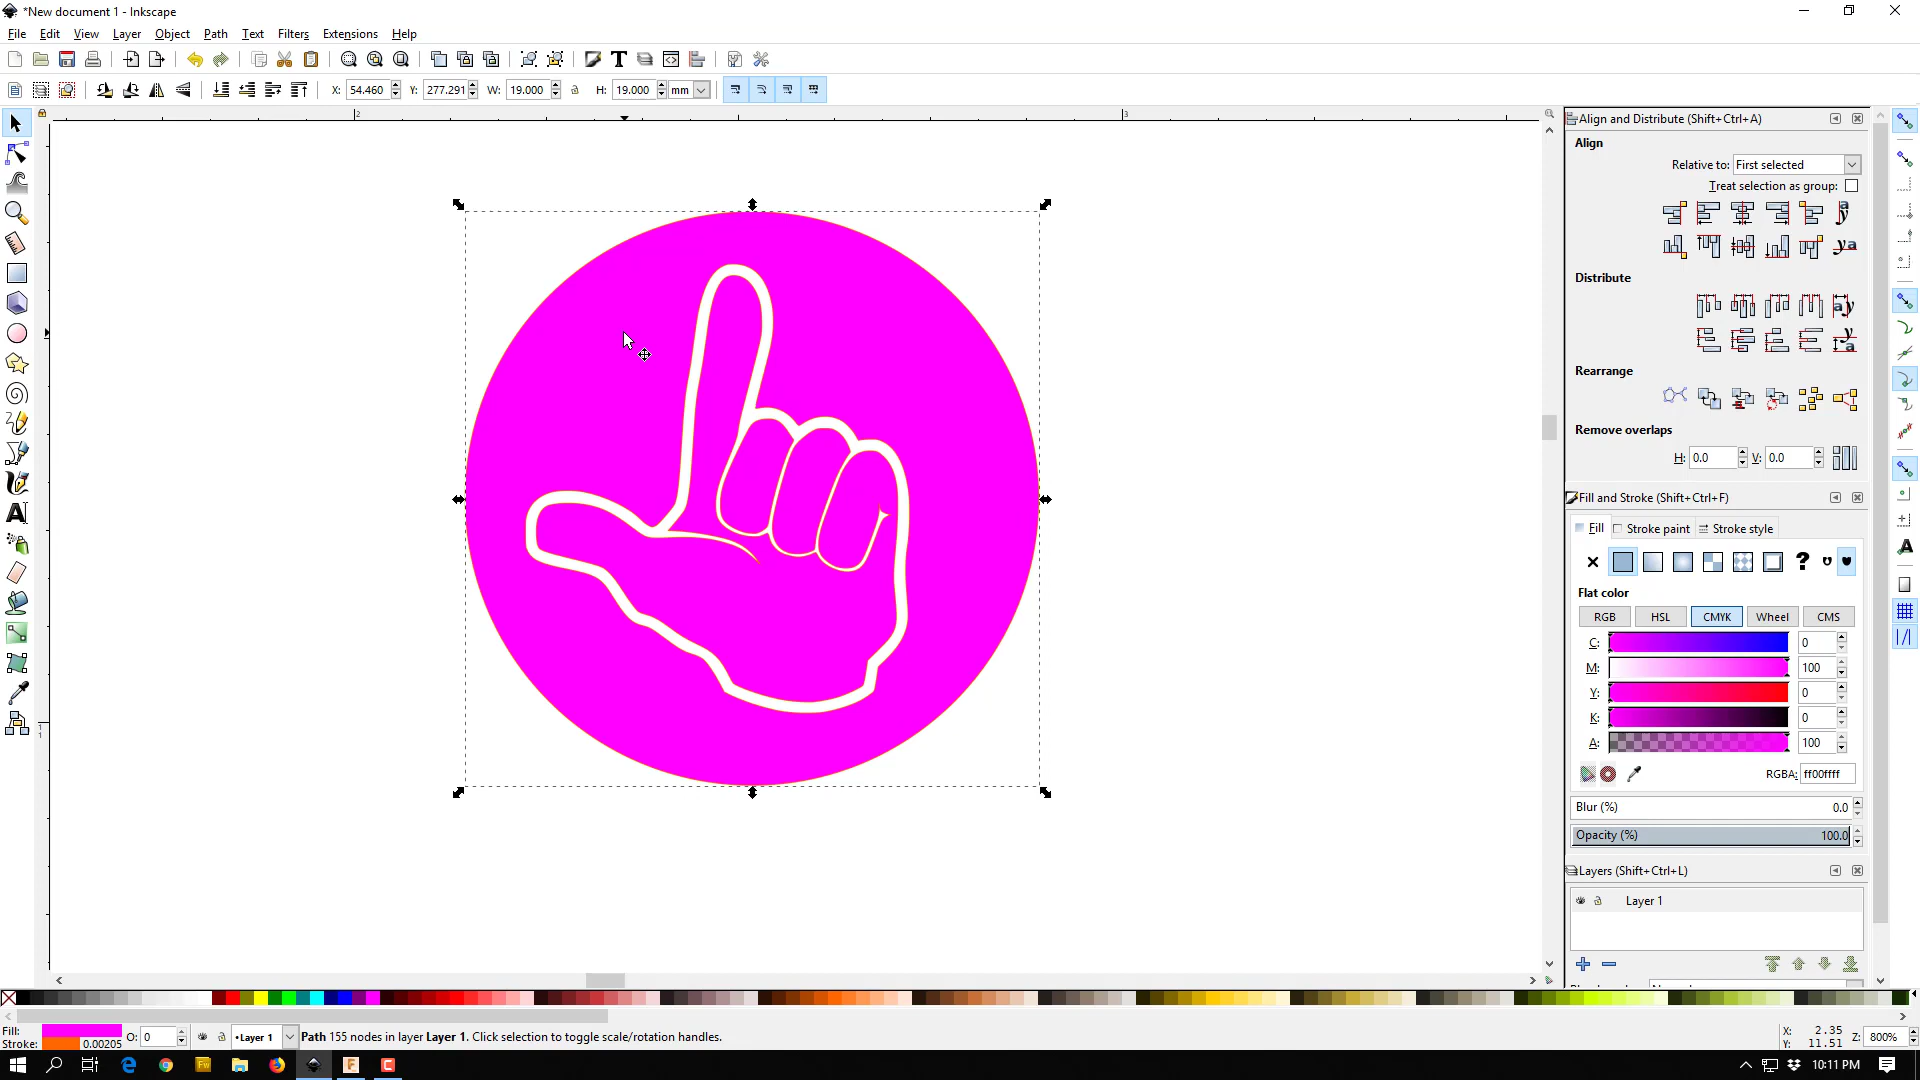 *New document 1 - Inkscape
File Edit View Layer Object Path Text Filters Extensions Help
X: 54.460 Y: 277.291 W: 19.000 H: 19.000 mm
2 3
Align and Distribute (Shift+Ctrl+A)
Align
Relative to: First selected
Treat selection as group:
Distribute
Rearrange
Remove overlaps
H: 0.0 V: 0.0
Fill and Stroke (Shift+Ctrl+F)
Fill Stroke paint Stroke style
Flat color
RGB HSL CMYK Wheel CMS
C: 0
M: 100
Y: 0
K: 0
A: 100
RGBA: ff00ffff
Blur (%) 0.0
Opacity (%) 100.0
Layers (Shift+Ctrl+L)
Layer 1
Fill: O: 0 •Layer 1 Path 155 nodes in layer Layer 1. Click selection to toggle scale/rotation handles. X: 2.35 Z: 800%
Stroke: 0.00205 Y: 11.51
10:11 PM